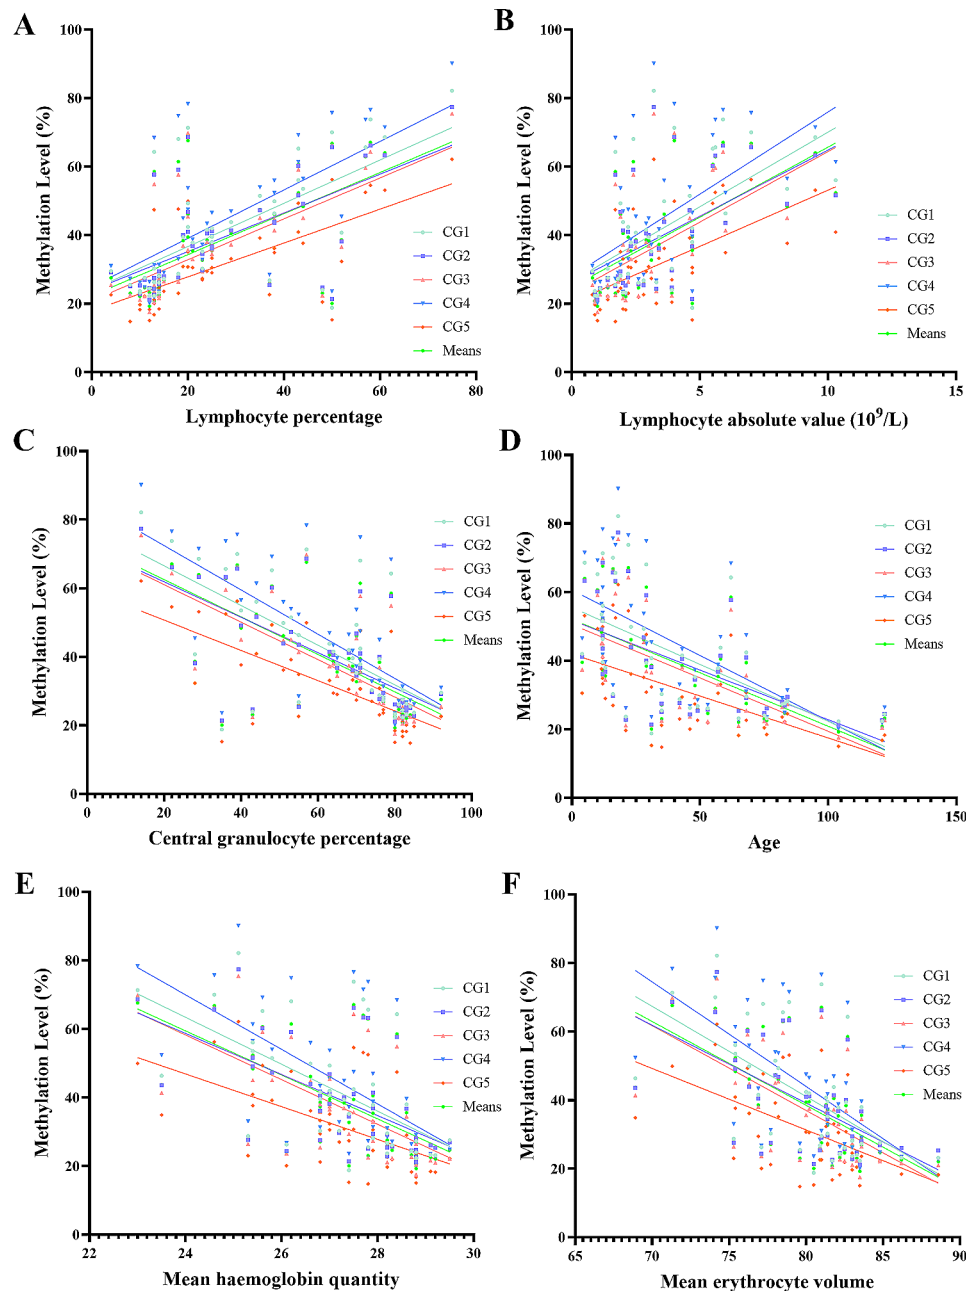 A
Methylation Level (%)
100
80
60
40
20
0
0
20
40
60
80
Lymphocyte percentage
CG1
CG2
CG3
CG4
CG5
Means
B
Methylation Level (%)
100
80
60
40
20
0
0
5
10
15
Lymphocyte absolute value (10⁹/L)
CG1
CG2
CG3
CG4
CG5
Means
C
Methylation Level (%)
100
80
60
40
20
0
0
20
40
60
80
100
Central granulocyte percentage
CG1
CG2
CG3
CG4
CG5
Means
D
Methylation Level (%)
100
80
60
40
20
0
0
50
100
150
Age
CG1
CG2
CG3
CG4
CG5
Means
E
Methylation Level (%)
100
80
60
40
20
0
22
24
26
28
30
Mean haemoglobin quantity
CG1
CG2
CG3
CG4
CG5
Means
F
Methylation Level (%)
100
80
60
40
20
0
65
70
75
80
85
90
Mean erythrocyte volume
CG1
CG2
CG3
CG4
CG5
Means